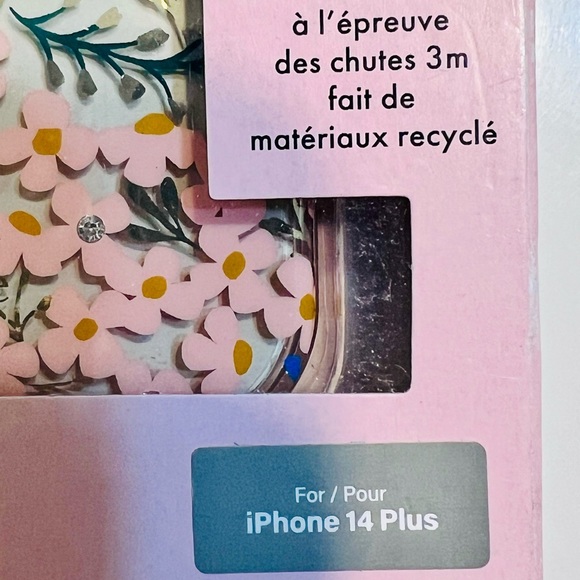 à l'épreuve
des chutes 3m
fait de
matériaux recyclé
For / Pour
iPhone 14 Plus